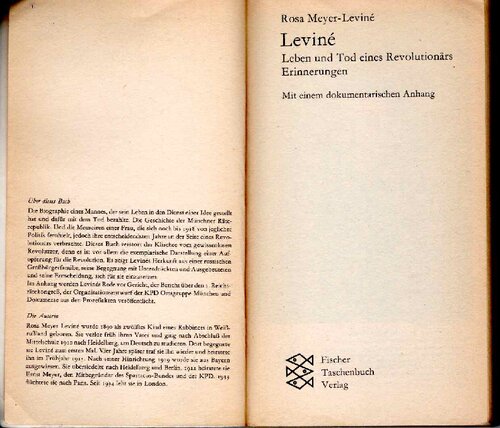 Über dieses Buch
Die Biographie eines Mannes, der sein Leben in den Dienst einer Idee gestellt
hat und dafür mit dem Tod bezahlte. Die Geschichte der Münchner Räte-
republik. Und die Memoiren einer Frau, die sich noch bis 1918 von jeglicher
Politik fernhielt, jedoch ihre entscheidendsten Jahre an der Seite eines Revo-
lutionärs verbrachte. Dieses Buch das Klischee vom gewissenlosen
Revoluzzer, denn es ist vor allem die exemplarische Darstellung einer Auf-
opferung für die Revolution. Es zeigt Levinés Herkunft aus einer russischen
Großbürgerfamilie, seine Begegnung mit Unterdrückten und Ausgebeuteten
und seine Entscheidung, sich für sie einzusetzen.
Im Anhang werden Levinés Rede vor Gericht, der Bericht über den 1. Reichs-
rätekongreß, der Organisationsentwurf der KPD Ortsgruppe München und
Dokumente aus den Prozeßakten veröffentlicht.
Die Autorin
Rosa Meyer-Leviné wurde 1890 als zwölftes Kind eines Rabbiners in Weiß-
rußland geboren. Sie verlor früh ihren Vater und ging nach Abschluß der
Mittelschule 1910 nach Heidelberg, um Deutsch zu studieren. Dort begegnete
sie Leviné zum ersten Mal. Vier Jahre später traf sie ihn wieder und heiratete
ihn im Frühjahr 1915. Nach seiner Hinrichtung 1919 wurde sie aus Bayern
ausgewiesen. Sie übersiedelte nach Heidelberg und Berlin. 1922 heiratete sie
Ernst Meyer, den Mitbegründer des Spartacus-Bundes und der KPD. 1933
flüchtete sie nach Paris. Seit 1934 lebt sie in London.
Rosa Meyer-Leviné
Leviné
Leben und Tod eines Revolutionärs
Erinnerungen
Mit einem dokumentarischen Anhang
Fischer
Taschenbuch
Verlag